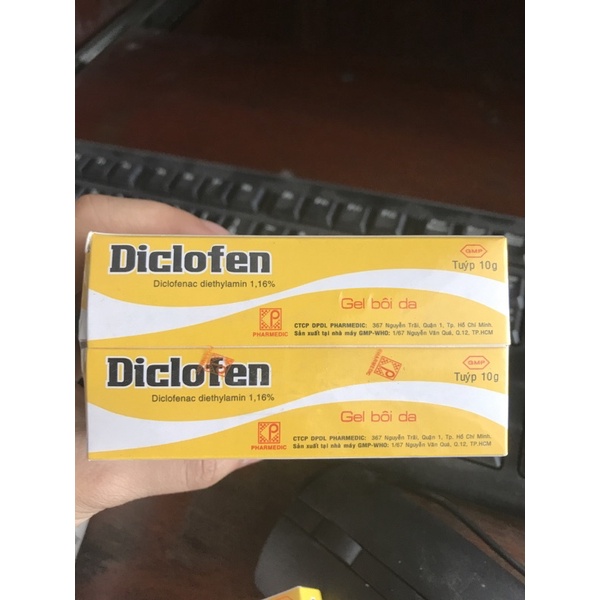 Diclofen
Diclofenac diethylamin 1,16%
GMP
Tuýp 10g
Gel bôi da
PHARMEDIC
CTCP DPDL PHARMEDIC: 367 Nguyễn Trãi, Quận 1, Tp. Hồ Chí Minh,
Sản xuất tại nhà máy GMP-WHO: 1/67 Nguyễn Văn Quá, Q.12, TP.HCM
Diclofen
Diclofenac diethylamin 1,16%
GMP
Tuýp 10g
Gel bôi da
PHARMEDIC
CTCP DPDL PHARMEDIC: 367 Nguyễn Trãi, Quận 1, Tp. Hồ Chí Minh,
Sản xuất tại nhà máy GMP-WHO: 1/67 Nguyễn Văn Quá, Q.12, TP.HCM